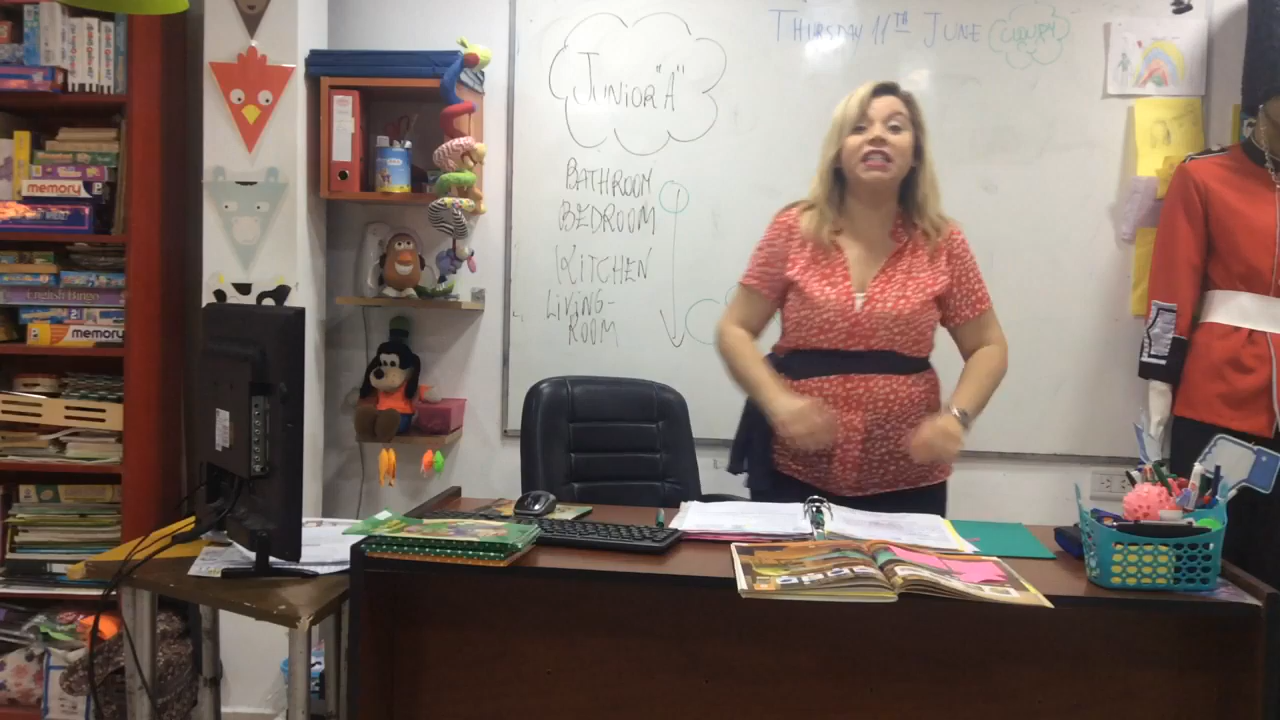 THURSDAY 11TH JUNE CLOUDY
JUNIOR "A"
BATHROOM
BEDROOM
KITCHEN
LIVING-
ROOM
memory
English Bingo
memory